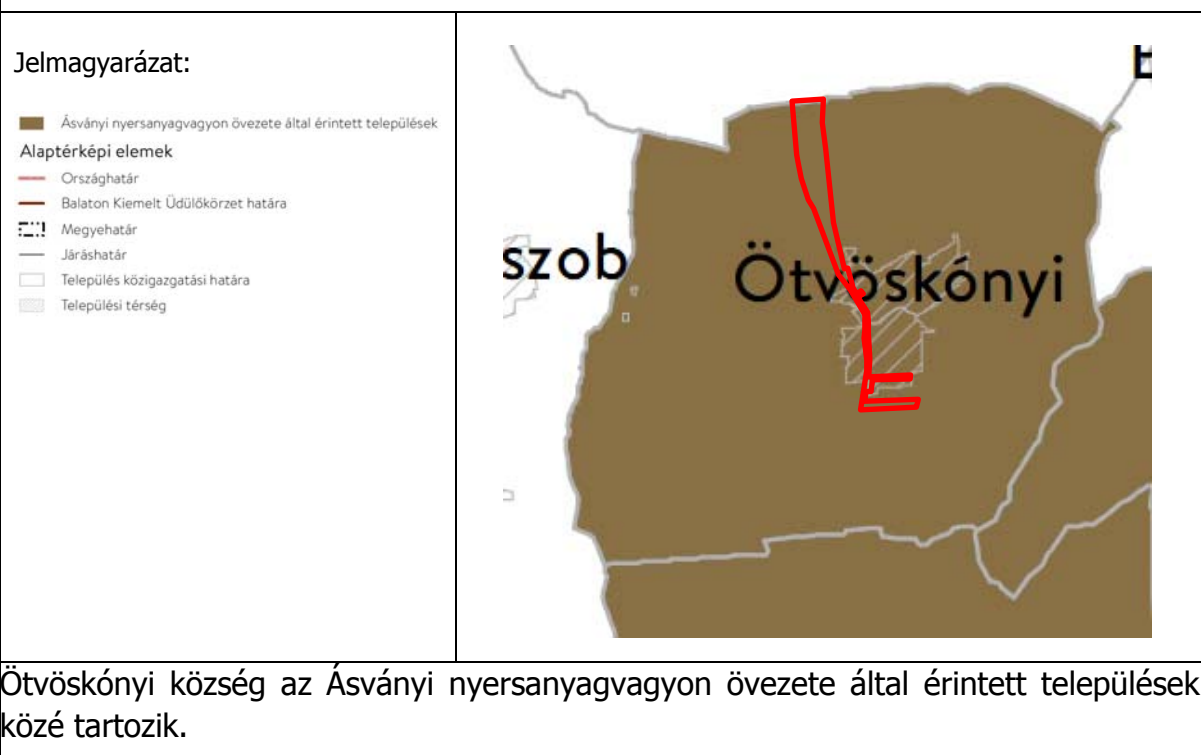 Jelmagyarázat:
Ásványi nyersanyagvagyon övezete által érintett települések
Alaptérképi elemek
Országhatár
Balaton Kiemelt Üdülőkörzet határa
Megyehatár
Járáshatár
Település közigazgatási határa
Települési térség
szob
Ötvöskónyi
Ötvöskónyi község az Ásványi nyersanyagvagyon övezete által érintett települések
közé tartozik.